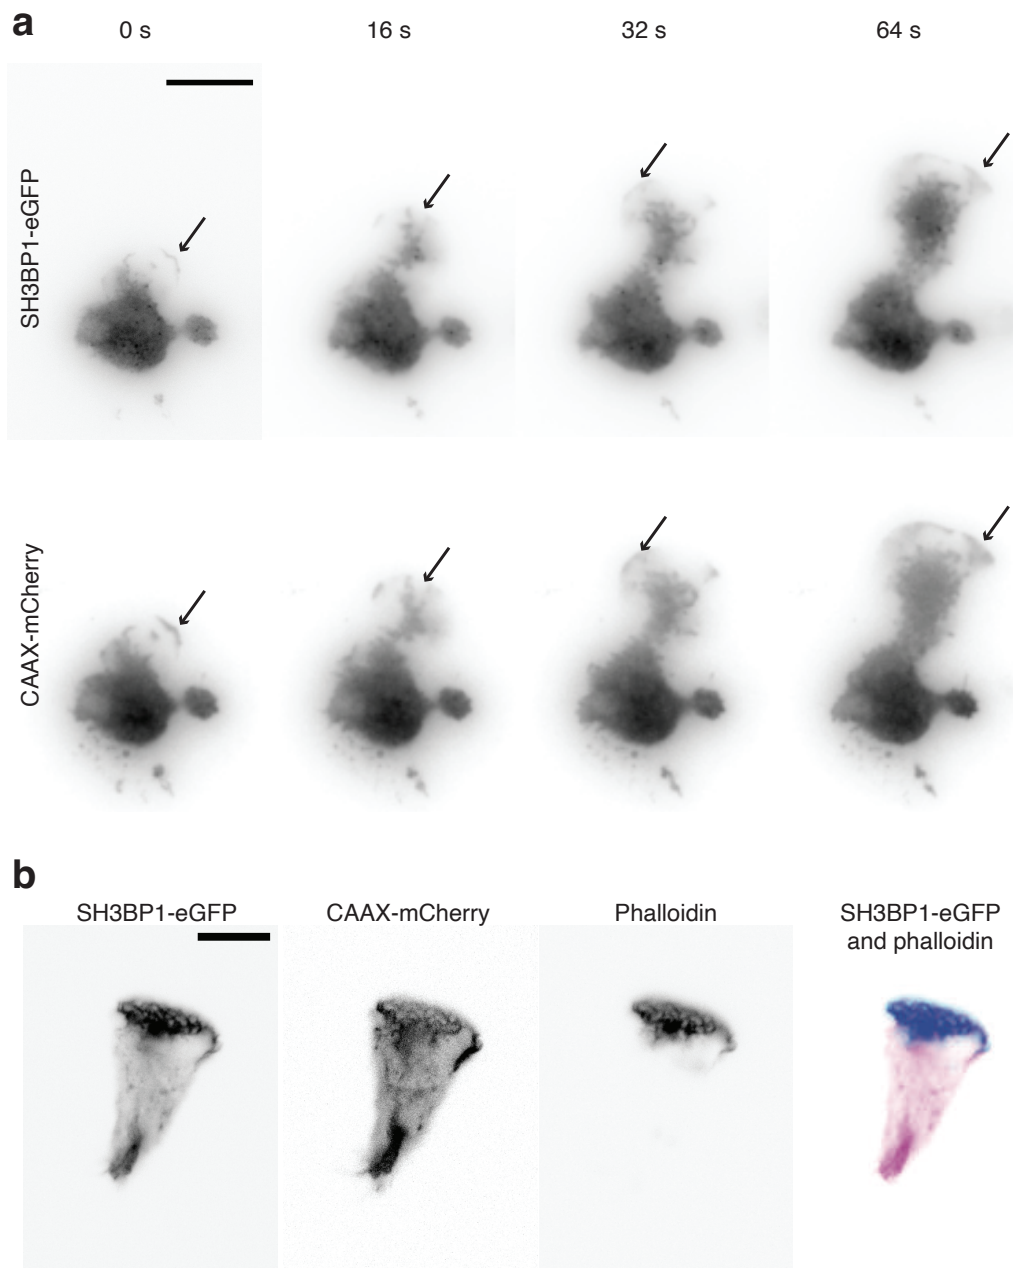 a
0 s 16 s 32 s 64 s
SH3BP1-eGFP
CAAX-mCherry
b
SH3BP1-eGFP CAAX-mCherry Phalloidin SH3BP1-eGFP
and phalloidin